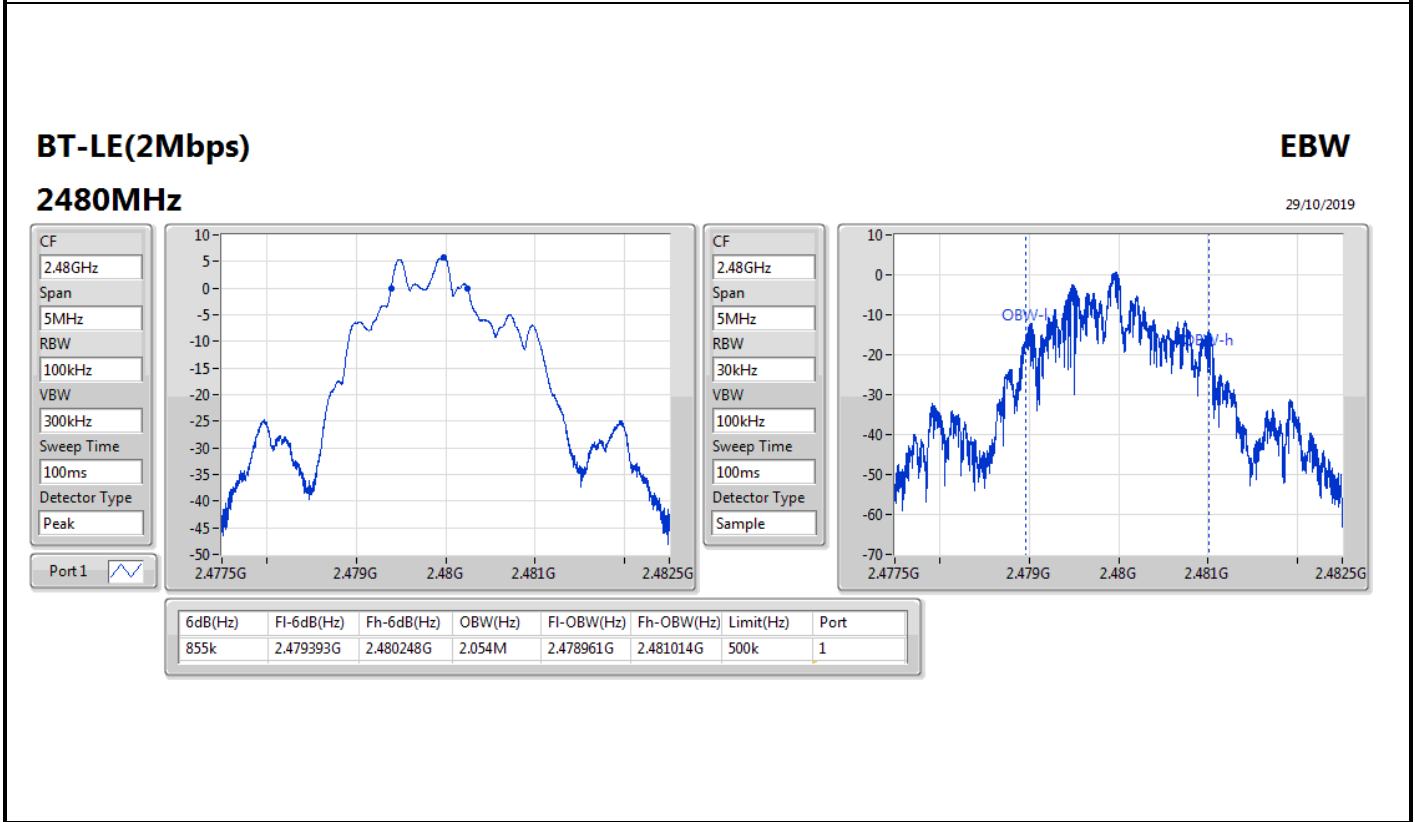 BT-LE(2Mbps)
EBW
2480MHz
29/10/2019
CF
2.48GHz
Span
5MHz
RBW
100kHz
VBW
300kHz
Sweep Time
100ms
Detector Type
Peak
Port 1
10
5
0
-5
-10
-15
-20
-25
-30
-35
-40
-45
-50
2.4775G 2.479G 2.48G 2.481G 2.4825G
CF
2.48GHz
Span
5MHz
RBW
30kHz
VBW
100kHz
Sweep Time
100ms
Detector Type
Sample
10
0
-10
-20
-30
-40
-50
-60
-70
OBW-l
OBW-h
2.4775G 2.479G 2.48G 2.481G 2.4825G
6dB(Hz) Fl-6dB(Hz) Fh-6dB(Hz) OBW(Hz) Fl-OBW(Hz) Fh-OBW(Hz) Limit(Hz) Port
855k 2.479393G 2.480248G 2.054M 2.478961G 2.481014G 500k 1